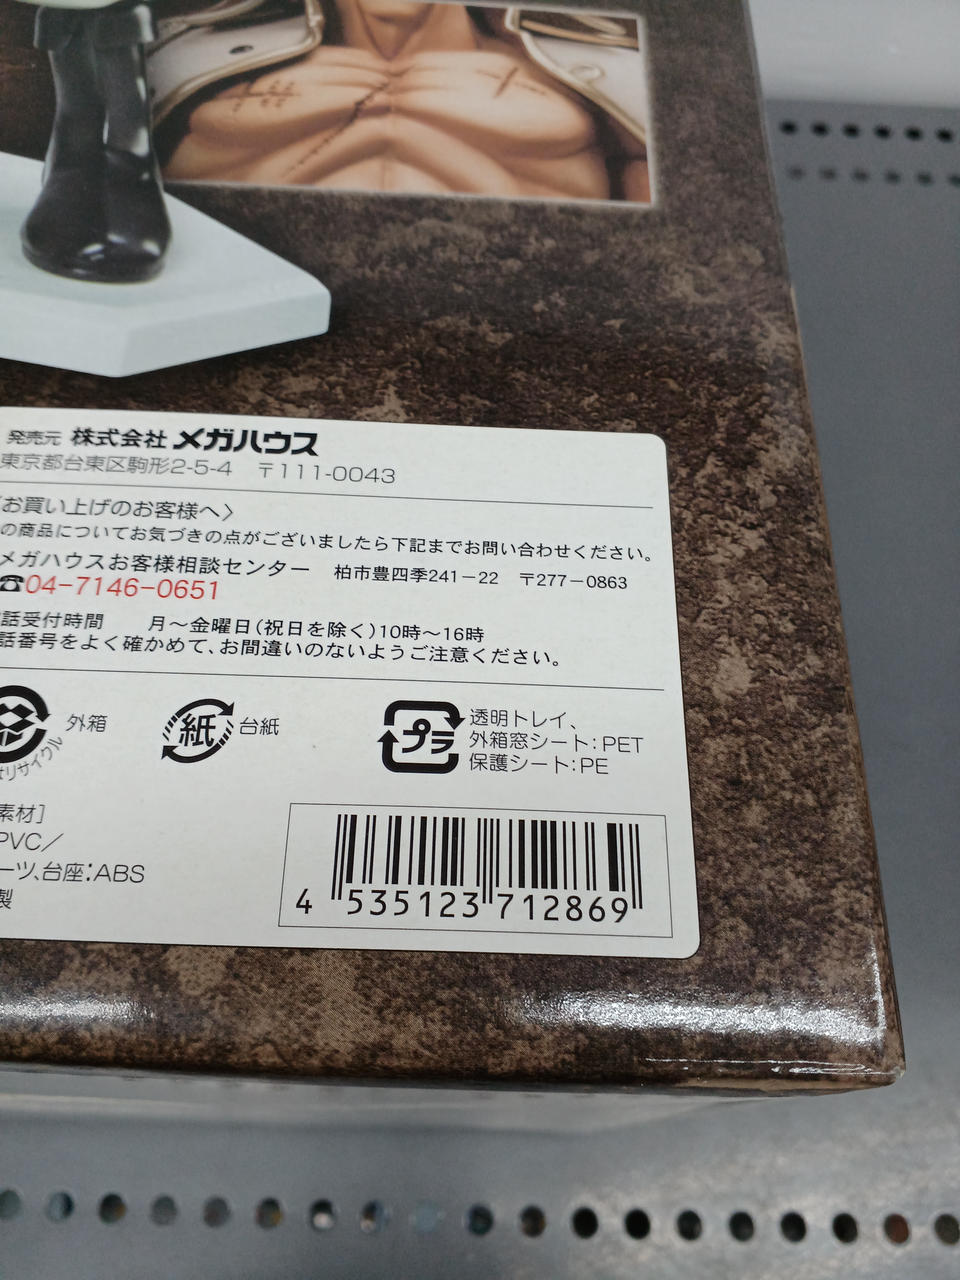 発売元 株式会社 メガハウス
東京都台東区駒形2-5-4 〒111-0043
お買い上げのお客様へ〉
の商品についてお気づきの点がございましたら下記までお問い合わせください。
メガハウスお客様相談センター 柏市豊四季241-22 〒277-0863
☎04-7146-0651
話受付時間 月～金曜日(祝日を除く)10時～16時
話番号をよく確かめて、お間違いのないようご注意ください。
外箱
リサイクル
紙 台紙
プラ 透明トレイ、
外箱窓シート:PET
保護シート:PE
素材]
PVC/
ーツ、台座:ABS
製
4 535123 712869